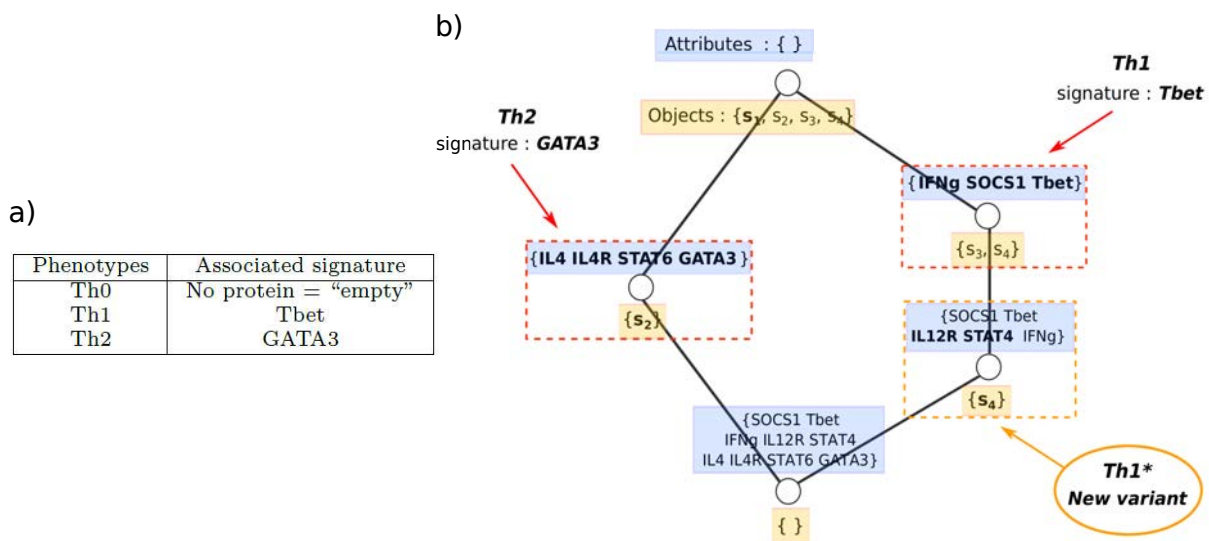 a)
Phenotypes Associated signature
Th0 No protein = “empty”
Th1 Tbet
Th2 GATA3
b)
Attributes : { }
Objects : {s1, s2, s3, s4}
Th2
signature : GATA3
Th1
signature : Tbet
{IFNg SOCS1 Tbet}
{s3, s4}
{IL4 IL4R STAT6 GATA3 }
{s2}
{SOCS1 Tbet
IL12R STAT4 IFNg}
{s4}
{SOCS1 Tbet
IFNg IL12R STAT4
IL4 IL4R STAT6 GATA3}
{ }
Th1*
New variant